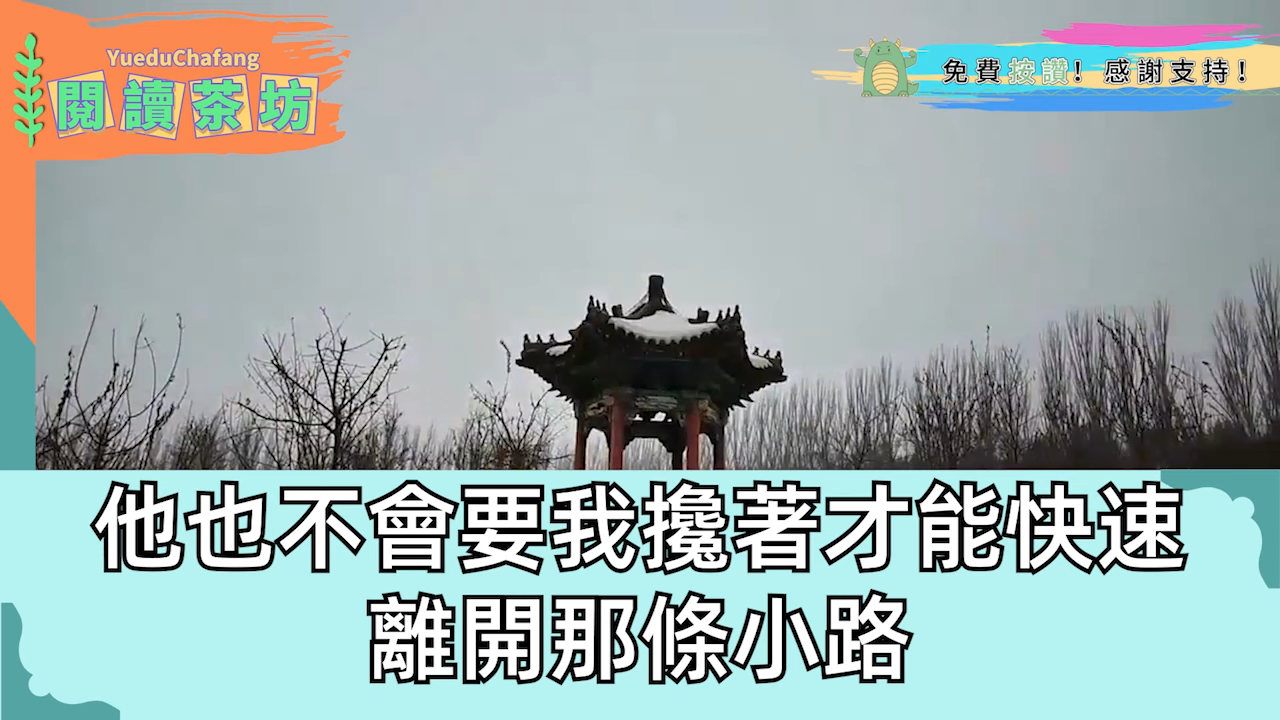 YueduChafang
閱讀茶坊
免費按讚！感謝支持！
他也不會要我攙著才能快速
離開那條小路